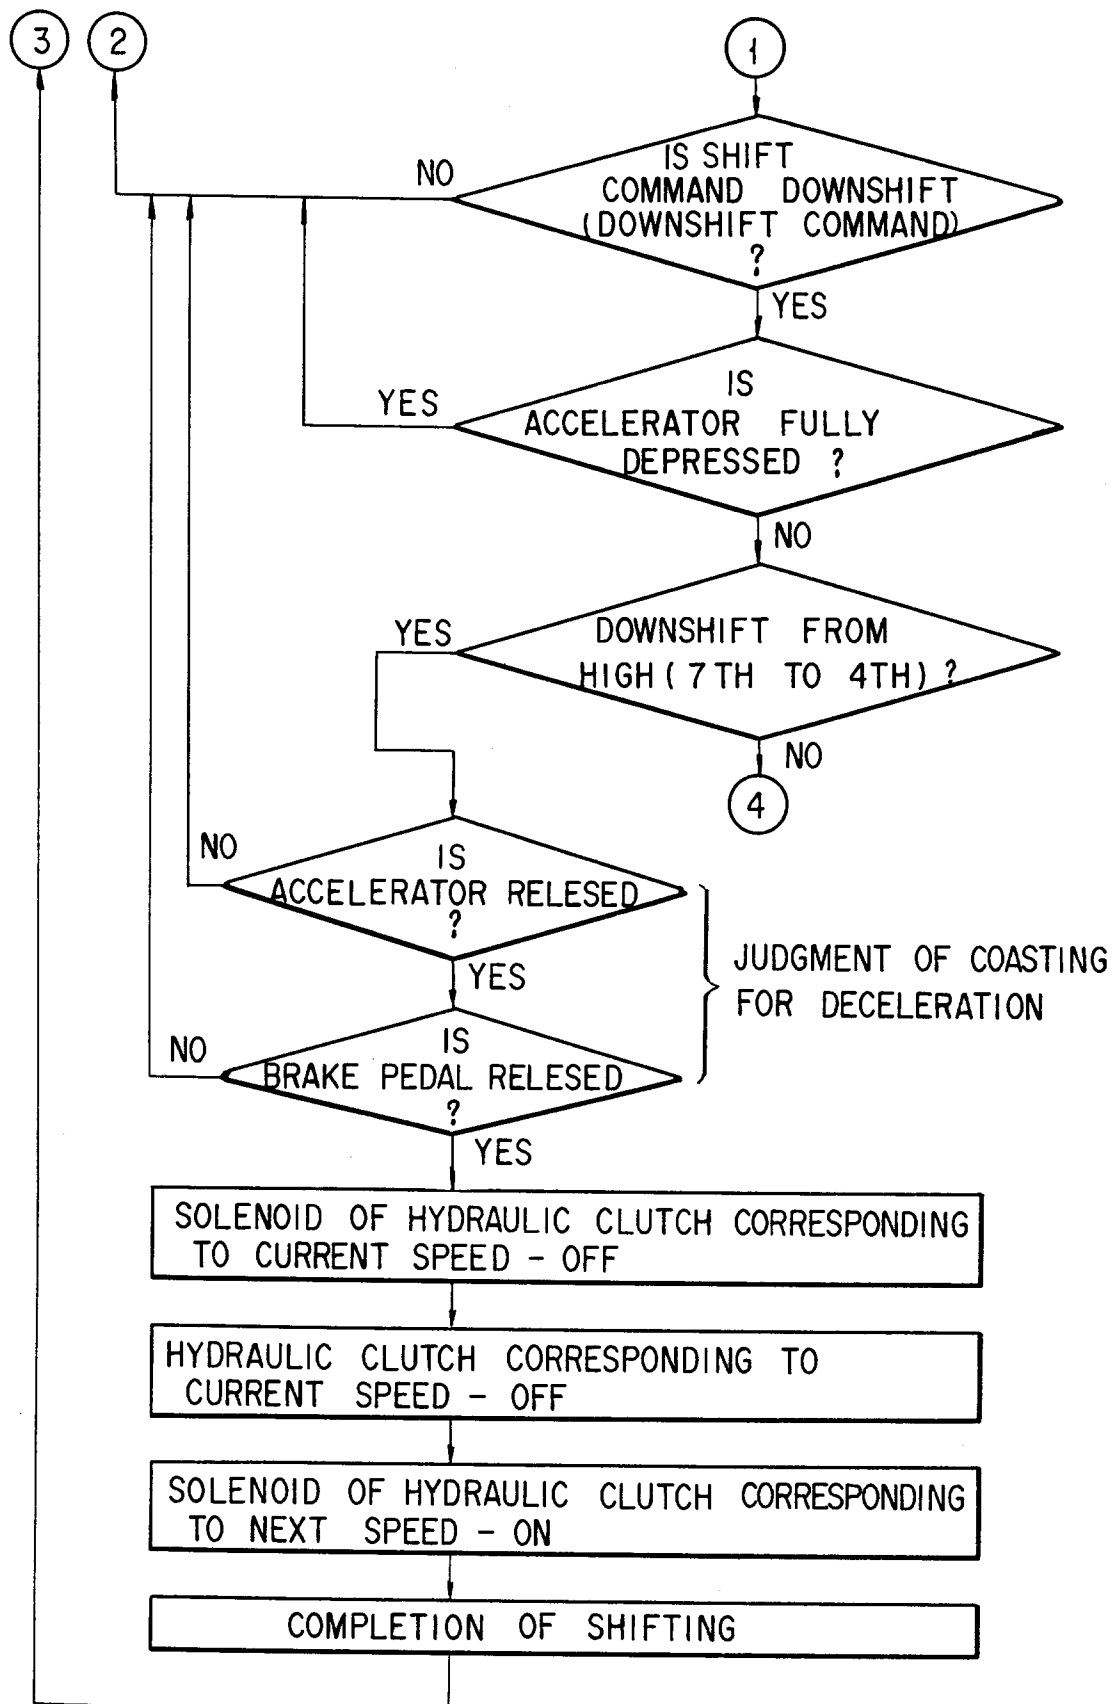 3
2
1
IS SHIFT
COMMAND DOWNSHIFT
(DOWNSHIFT COMMAND)
?
NO
YES
IS
ACCELERATOR FULLY
DEPRESSED ?
YES
NO
DOWNSHIFT FROM
HIGH (7TH TO 4TH) ?
YES
NO
4
IS
ACCELERATOR RELESED
?
NO
YES
JUDGMENT OF COASTING
FOR DECELERATION
IS
BRAKE PEDAL RELESED
?
NO
YES
SOLENOID OF HYDRAULIC CLUTCH CORRESPONDING
TO CURRENT SPEED - OFF
HYDRAULIC CLUTCH CORRESPONDING TO
CURRENT SPEED - OFF
SOLENOID OF HYDRAULIC CLUTCH CORRESPONDING
TO NEXT SPEED - ON
COMPLETION OF SHIFTING